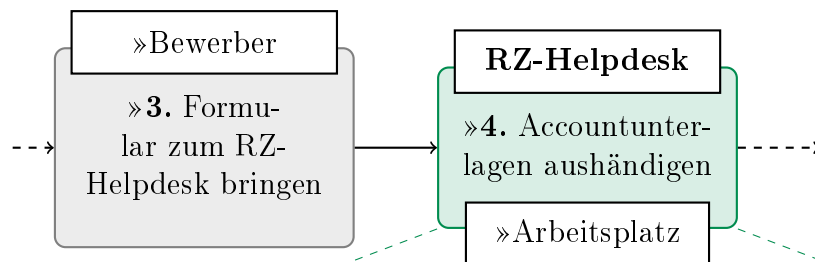 »Bewerber
»3. Formu-
lar zum RZ-
Helpdesk bringen
RZ-Helpdesk
»4. Accountunter-
lagen aushändigen
»Arbeitsplatz